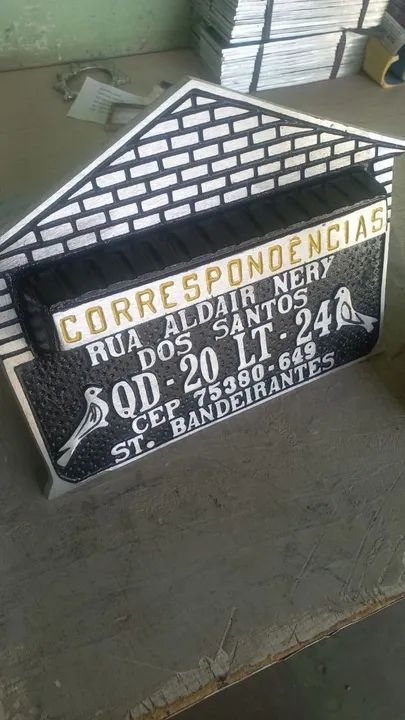 CORRESPONDÊNCIAS
RUA ALDAIR NERY
DOS SANTOS
QD-20 LT-24
CEP 75380-649
ST. BANDEIRANTES